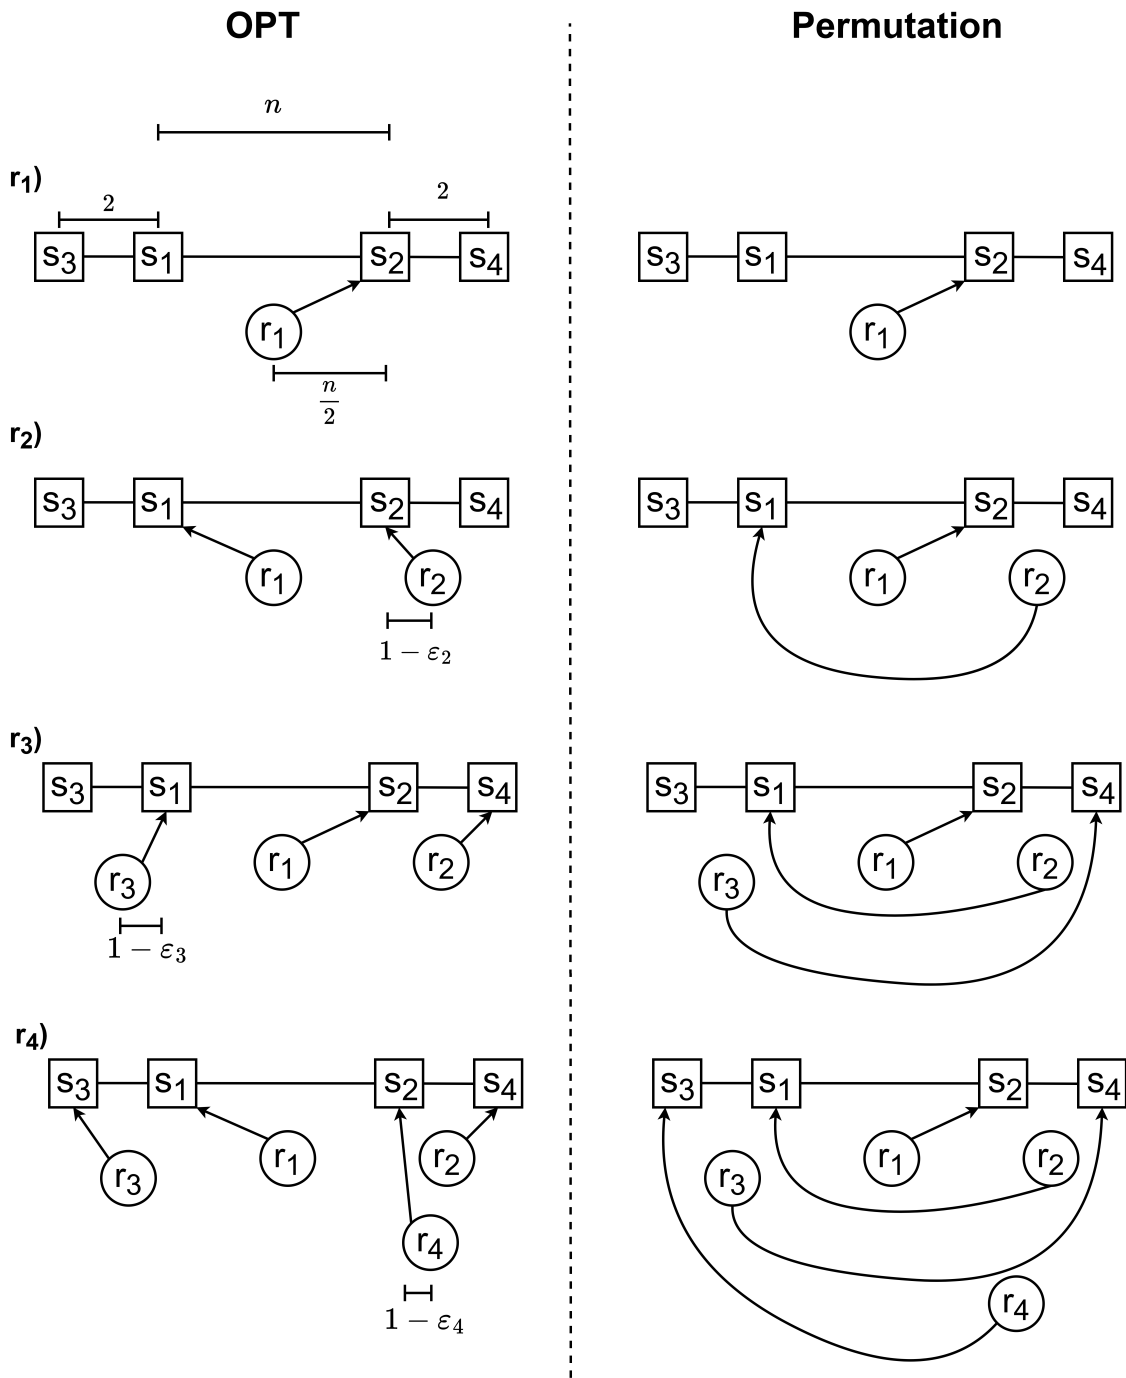 OPT Permutation
n
r₁)
2 2
s₃ s₁ s₂ s₄ s₃ s₁ s₂ s₄
r₁ r₁
n/2
r₂)
s₃ s₁ s₂ s₄ s₃ s₁ s₂ s₄
r₁ r₂ r₁ r₂
1 − ε₂
r₃)
s₃ s₁ s₂ s₄ s₃ s₁ s₂ s₄
r₃ r₁ r₂ r₃ r₁ r₂
1 − ε₃
r₄)
s₃ s₁ s₂ s₄ s₃ s₁ s₂ s₄
r₃ r₁ r₂ r₃ r₁ r₂
r₄ r₄
1 − ε₄